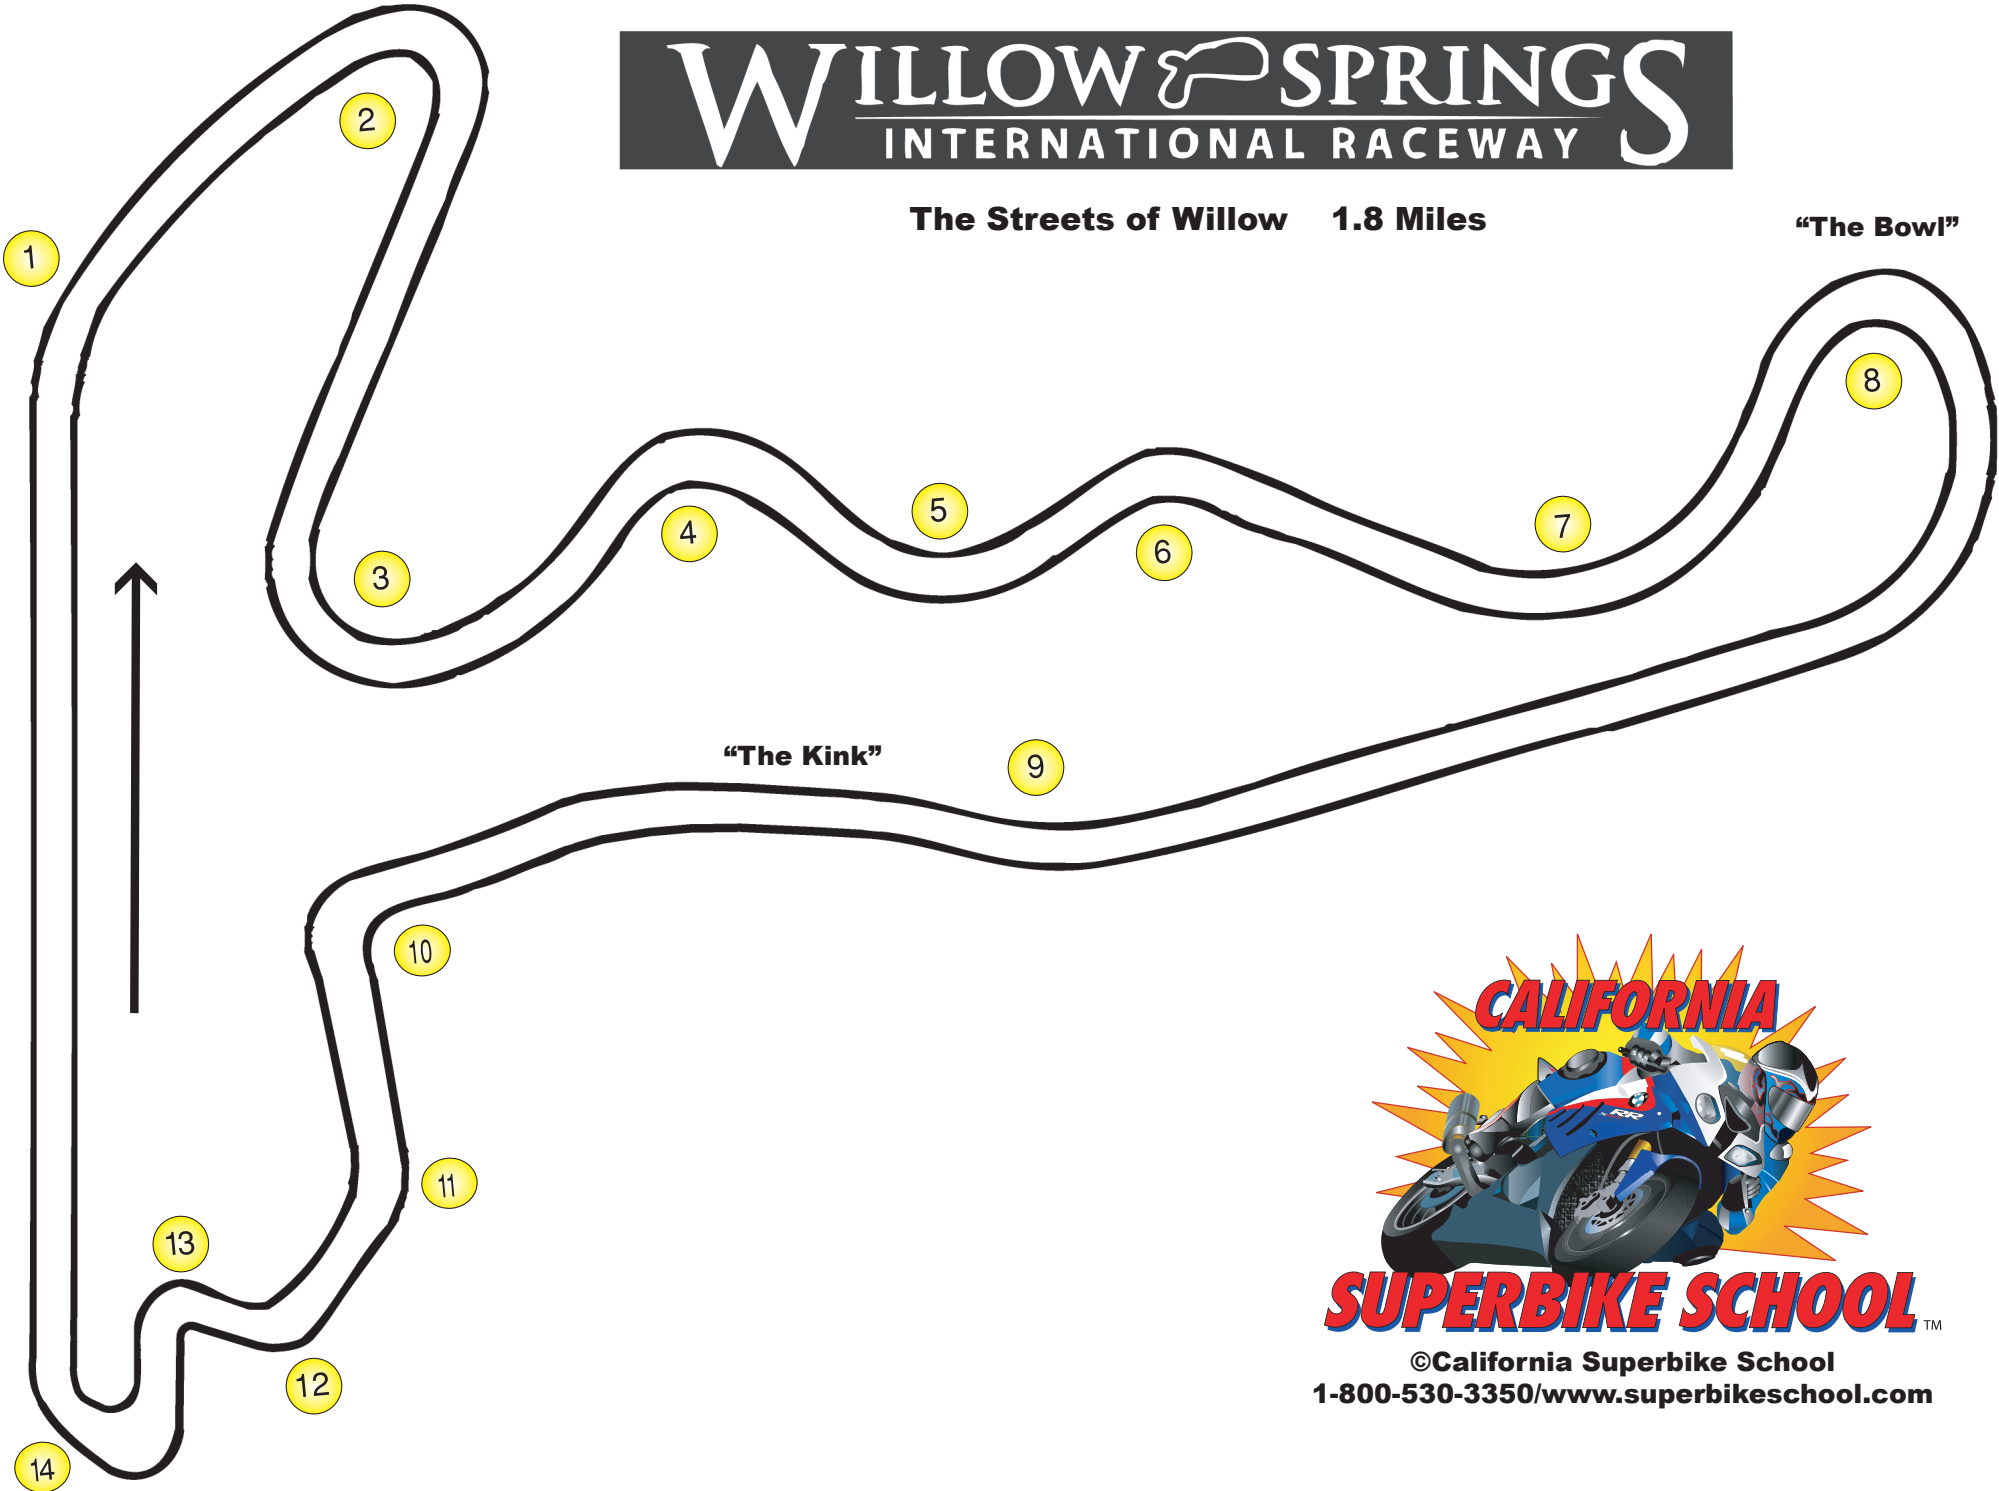 WILLOW SPRINGS
INTERNATIONAL RACEWAY
The Streets of Willow 1.8 Miles
“The Bowl”
2
1
8
5
7
4
6
3
“The Kink”
9
10
11
13
12
14
CALIFORNIA
RR
SUPERBIKE SCHOOL TM
©California Superbike School
1-800-530-3350/www.superbikeschool.com